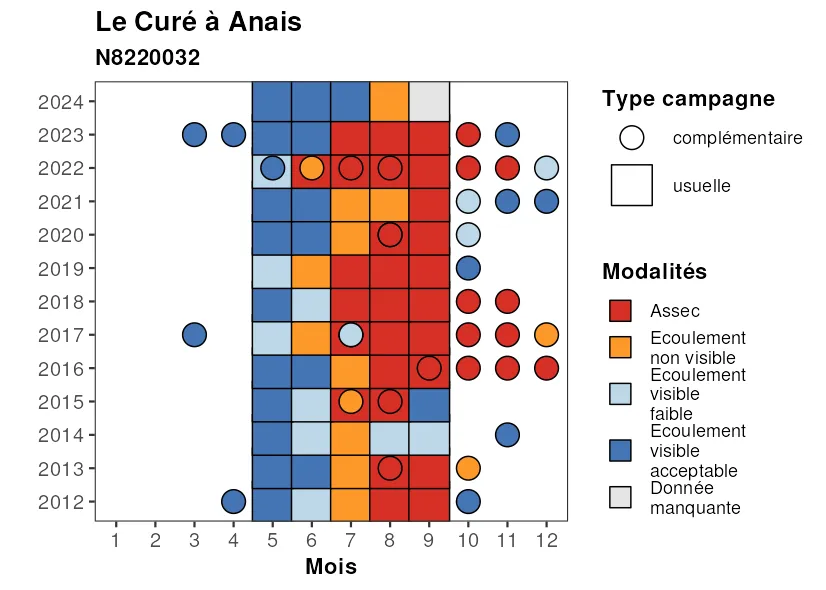 Le Curé à Anais
N8220032
2024
2023
2022
2021
2020
2019
2018
2017
2016
2015
2014
2013
2012
1 2 3 4 5 6 7 8 9 10 11 12
Mois
Type campagne
complémentaire
usuelle
Modalités
Assec
Ecoulement
non visible
Ecoulement
visible
faible
Ecoulement
visible
acceptable
Donnée
manquante